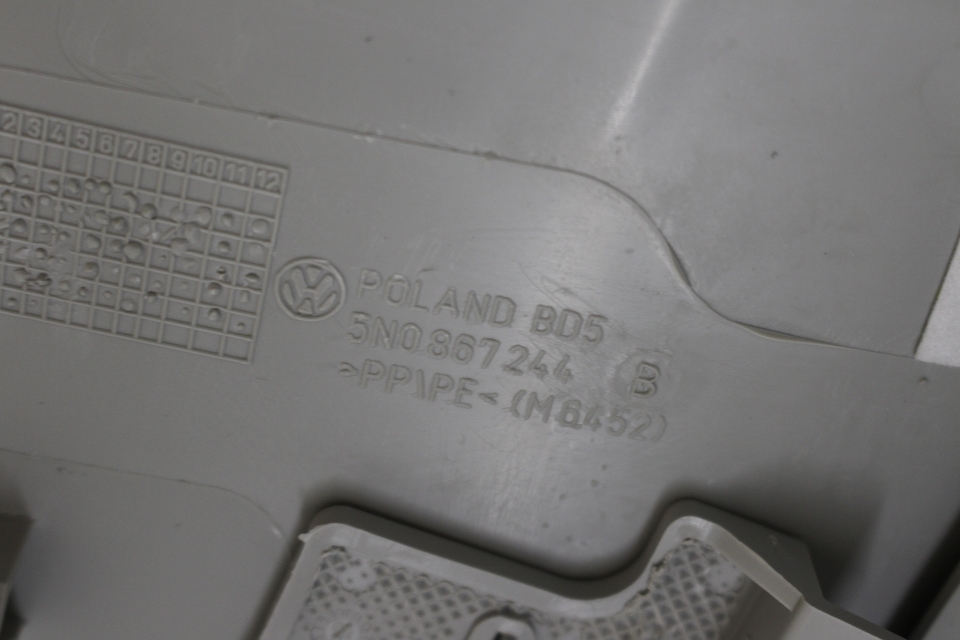 2 3 4 5 6 7 8 9 10 11 12
POLAND BD5
5N0 867 244 B
>PP\PE< (M6452)